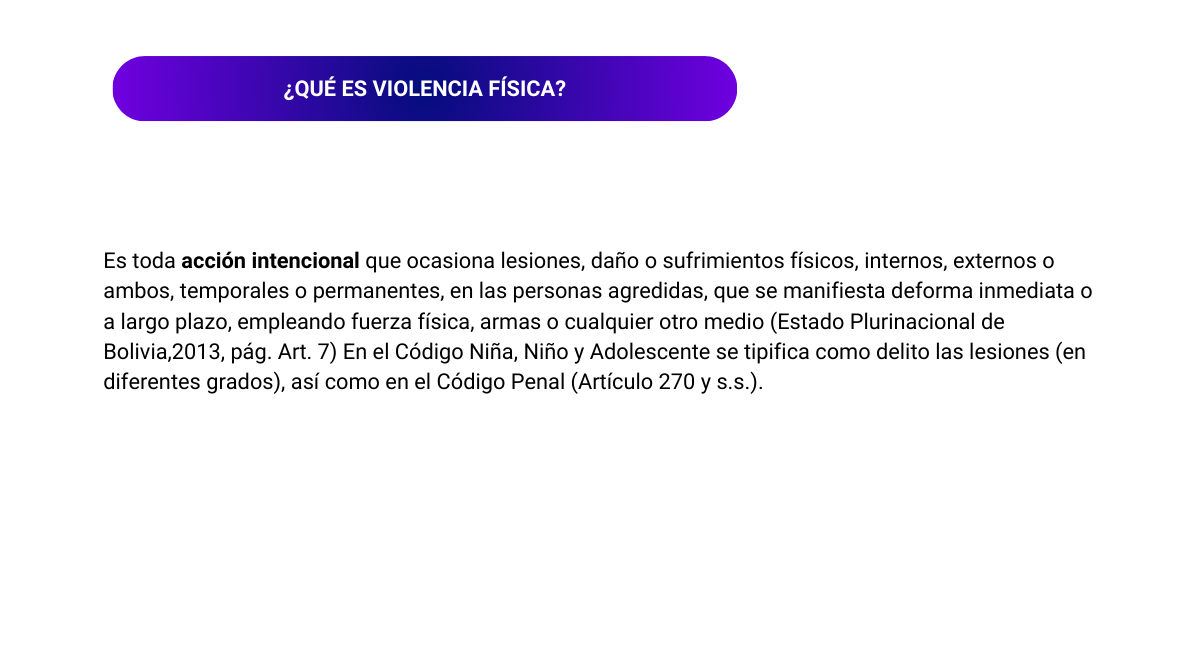 ¿QUÉ ES VIOLENCIA FÍSICA?
Es toda acción intencional que ocasiona lesiones, daño o sufrimientos físicos, internos, externos o
ambos, temporales o permanentes, en las personas agredidas, que se manifiesta deforma inmediata o
a largo plazo, empleando fuerza física, armas o cualquier otro medio (Estado Plurinacional de
Bolivia,2013, pág. Art. 7) En el Código Niña, Niño y Adolescente se tipifica como delito las lesiones (en
diferentes grados), así como en el Código Penal (Artículo 270 y s.s.).